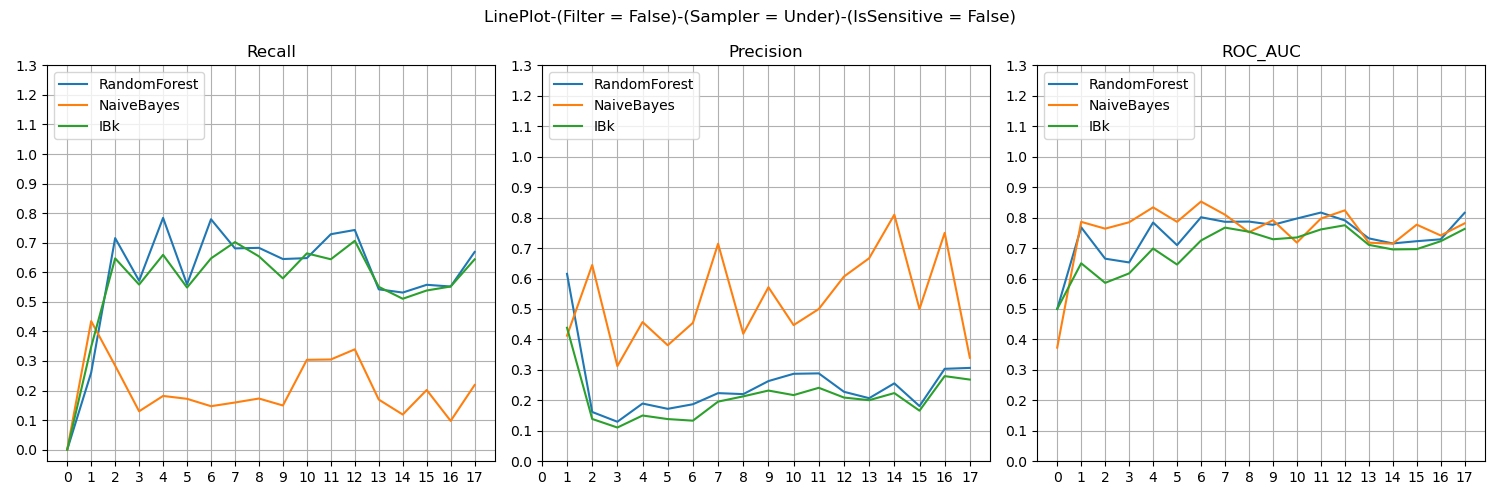 LinePlot-(Filter = False)-(Sampler = Under)-(IsSensitive = False)
Recall
1.3
1.2
1.1
1.0
0.9
0.8
0.7
0.6
0.5
0.4
0.3
0.2
0.1
0.0
RandomForest
NaiveBayes
IBk
0 1 2 3 4 5 6 7 8 9 10 11 12 13 14 15 16 17
Precision
1.3
1.2
1.1
1.0
0.9
0.8
0.7
0.6
0.5
0.4
0.3
0.2
0.1
0.0
RandomForest
NaiveBayes
IBk
0 1 2 3 4 5 6 7 8 9 10 11 12 13 14 15 16 17
ROC_AUC
1.3
1.2
1.1
1.0
0.9
0.8
0.7
0.6
0.5
0.4
0.3
0.2
0.1
0.0
RandomForest
NaiveBayes
IBk
0 1 2 3 4 5 6 7 8 9 10 11 12 13 14 15 16 17